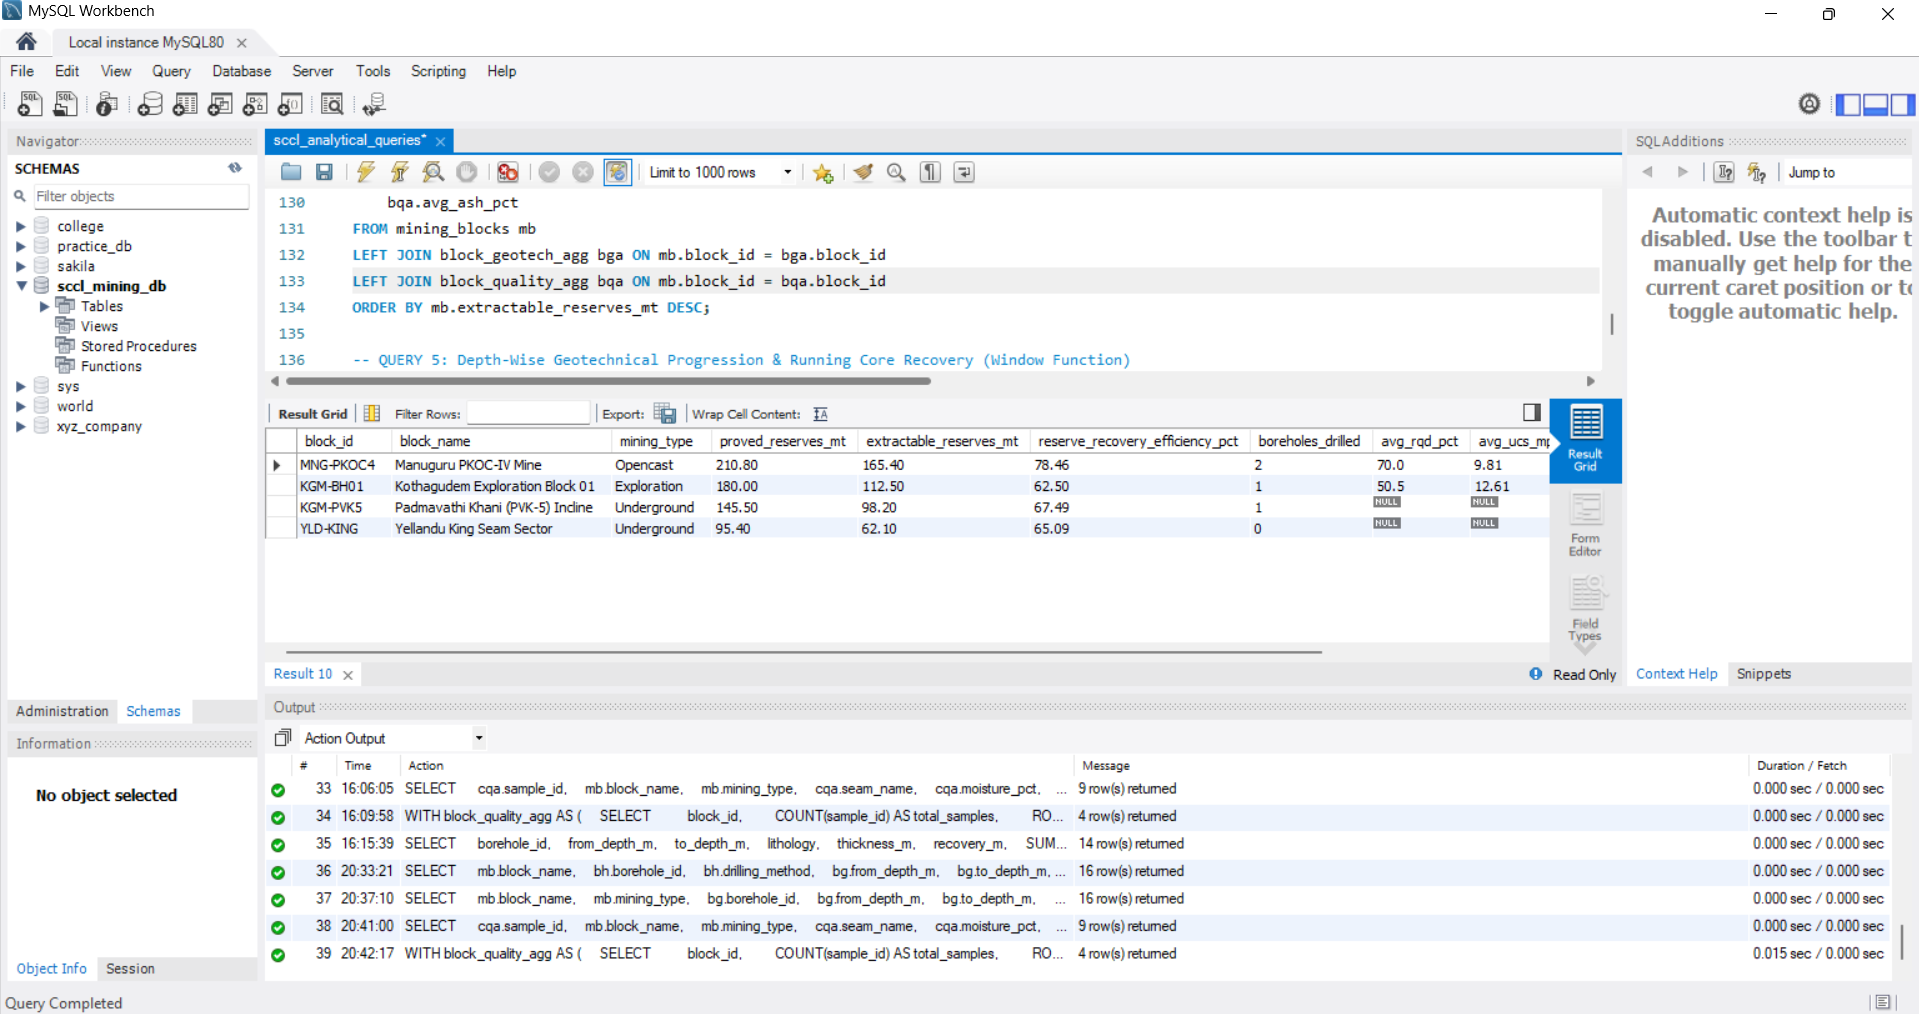 MySQL Workbench
Local instance MySQL80
File Edit View Query Database Server Tools Scripting Help
Navigator
SCHEMAS
Filter objects
college
practice_db
sakila
sccl_mining_db
Tables
Views
Stored Procedures
Functions
sys
world
xyz_company
Administration Schemas
Information
No object selected
Object Info Session
Query Completed
sccl_analytical_queries*
Limit to 1000 rows
130 bqa.avg_ash_pct
131 FROM mining_blocks mb
132 LEFT JOIN block_geotech_agg bga ON mb.block_id = bga.block_id
133 LEFT JOIN block_quality_agg bqa ON mb.block_id = bqa.block_id
134 ORDER BY mb.extractable_reserves_mt DESC;
135
136 -- QUERY 5: Depth-Wise Geotechnical Progression & Running Core Recovery (Window Function)
Result Grid Filter Rows: Export: Wrap Cell Content:
block_id block_name mining_type proved_reserves_mt extractable_reserves_mt reserve_recovery_efficiency_pct boreholes_drilled avg_rqd_pct avg_ucs_mp
MNG-PKOC4 Manuguru PKOC-IV Mine Opencast 210.80 165.40 78.46 2 70.0 9.81
KGM-BH01 Kothagudem Exploration Block 01 Exploration 180.00 112.50 62.50 1 50.5 12.61
KGM-PVK5 Padmavathi Khani (PVK-5) Incline Underground 145.50 98.20 67.49 1 NULL NULL
YLD-KING Yellandu King Seam Sector Underground 95.40 62.10 65.09 0 NULL NULL
Result Grid
Form Editor
Field Types
Result 10
Read Only
SQLAdditions
Jump to
Automatic context help is
disabled. Use the toolbar t
manually get help for the
current caret position or to
toggle automatic help.
Context Help Snippets
Output
Action Output
# Time Action Message Duration / Fetch
33 16:06:05 SELECT cqa.sample_id, mb.block_name, mb.mining_type, cqa.seam_name, cqa.moisture_pct, ... 9 row(s) returned 0.000 sec / 0.000 sec
34 16:09:58 WITH block_quality_agg AS ( SELECT block_id, COUNT(sample_id) AS total_samples, RO... 4 row(s) returned 0.000 sec / 0.000 sec
35 16:15:39 SELECT borehole_id, from_depth_m, to_depth_m, lithology, thickness_m, recovery_m, SUM... 14 row(s) returned 0.000 sec / 0.000 sec
36 20:33:21 SELECT mb.block_name, bh.borehole_id, bh.drilling_method, bg.from_depth_m, bg.to_depth_m, ... 16 row(s) returned 0.000 sec / 0.000 sec
37 20:37:10 SELECT mb.block_name, mb.mining_type, bg.borehole_id, bg.from_depth_m, bg.to_depth_m, ... 16 row(s) returned 0.000 sec / 0.000 sec
38 20:41:00 SELECT cqa.sample_id, mb.block_name, mb.mining_type, cqa.seam_name, cqa.moisture_pct, ... 9 row(s) returned 0.000 sec / 0.000 sec
39 20:42:17 WITH block_quality_agg AS ( SELECT block_id, COUNT(sample_id) AS total_samples, RO... 4 row(s) returned 0.015 sec / 0.000 sec